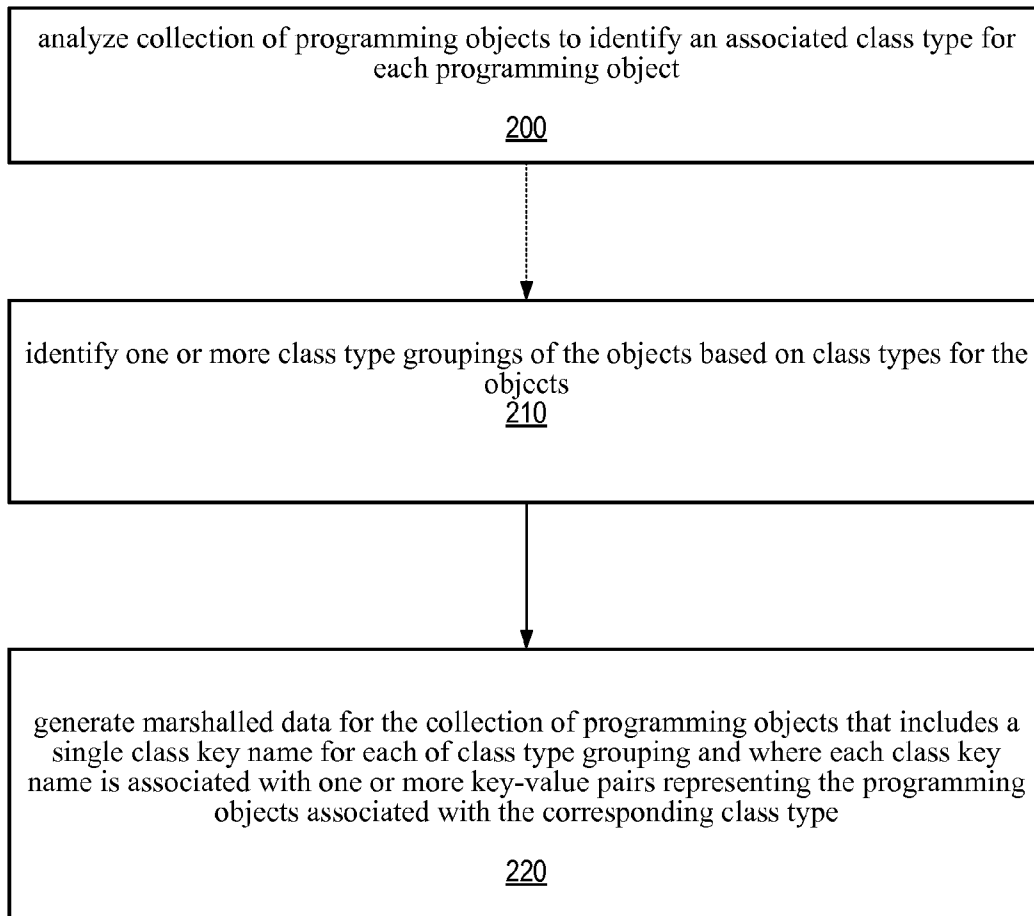 analyze collection of programming objects to identify an associated class type for
each programming object
200
identify one or more class type groupings of the objects based on class types for the
objects
210
generate marshalled data for the collection of programming objects that includes a
single class key name for each of class type grouping and where each class key
name is associated with one or more key-value pairs representing the programming
objects associated with the corresponding class type
220